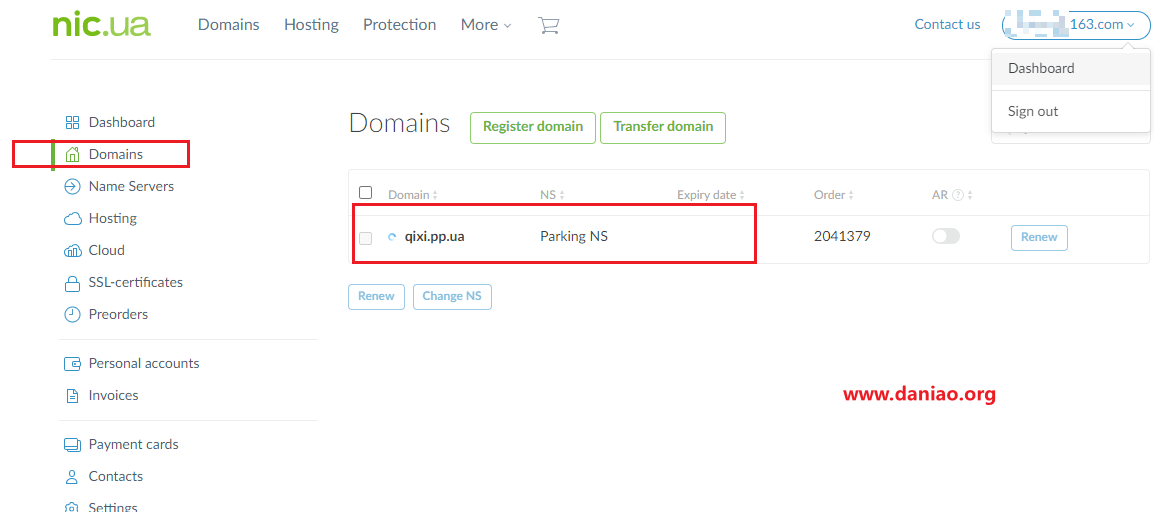 nic.ua Domains Hosting Protection More Contact us 163.com
Dashboard
Sign out
Dashboard
Domains
Name Servers
Hosting
Cloud
SSL-certificates
Preorders
Personal accounts
Invoices
Payment cards
Contacts
Settings
Domains Register domain Transfer domain
Domain NS Expiry date Order AR ?
qixi.pp.ua Parking NS 2041379 Renew
Renew Change NS
www.daniao.org